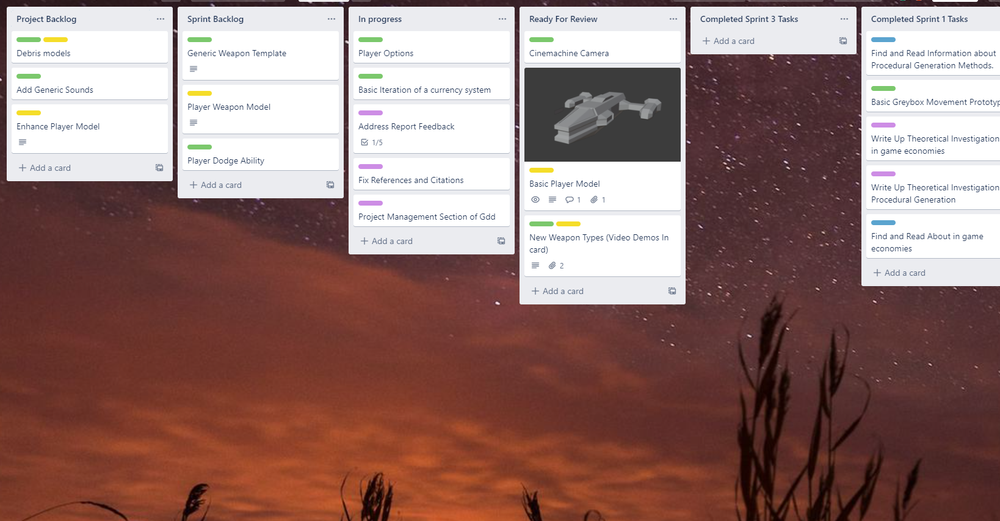 Project Backlog
Debris models
Add Generic Sounds
Enhance Player Model
Add a card
Sprint Backlog
Generic Weapon Template
Player Weapon Model
Player Dodge Ability
Add a card
In progress
Player Options
Basic Iteration of a currency system
Address Report Feedback
1/5
Fix References and Citations
Project Management Section of Gdd
Add a card
Ready For Review
Cinemachine Camera
Basic Player Model
1 1
New Weapon Types (Video Demos In
card)
2
Add a card
Completed Sprint 3 Tasks
Add a card
Completed Sprint 1 Tasks
Find and Read Information about
Procedural Generation Methods.
Basic Greybox Movement Prototyp
Write Up Theoretical Investigation
in game economies
Write Up Theoretical Investigation
Procedural Generation
Find and Read About in game
economies
Add a card